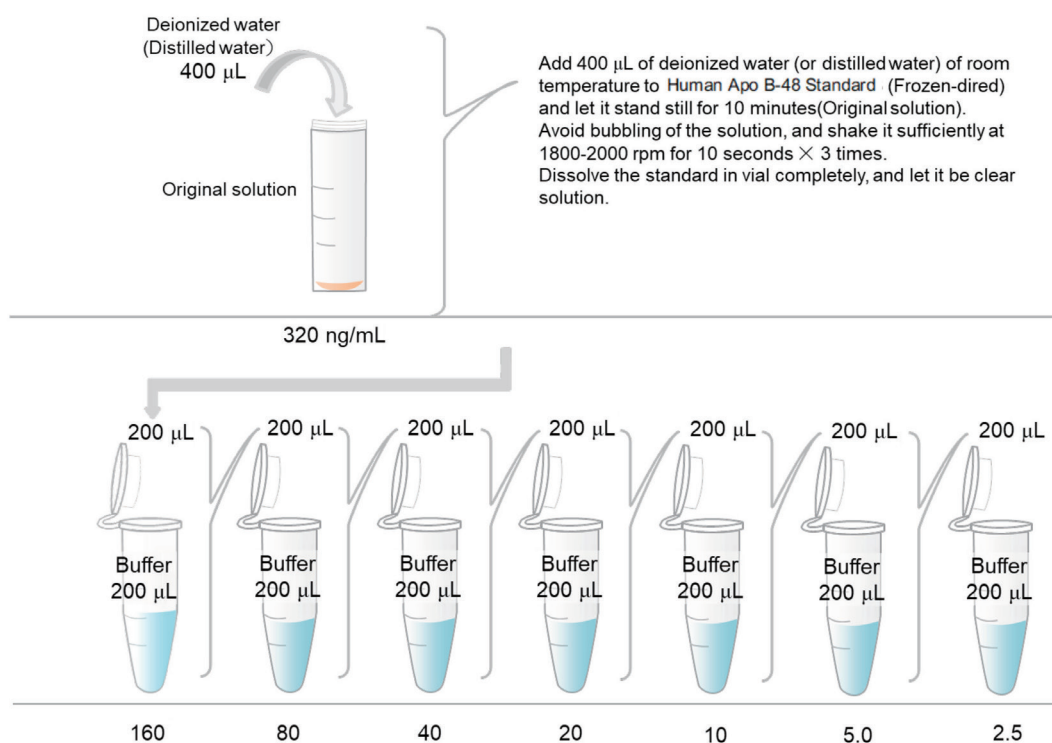 Deionized water
(Distilled water)
400 μL
Add 400 μL of deionized water (or distilled water) of room
temperature to Human Apo B-48 Standard (Frozen-dired)
and let it stand still for 10 minutes(Original solution).
Avoid bubbling of the solution, and shake it sufficiently at
1800-2000 rpm for 10 seconds × 3 times.
Dissolve the standard in vial completely, and let it be clear
solution.
Original solution
320 ng/mL
200 μL 200 μL 200 μL 200 μL 200 μL 200 μL 200 μL
Buffer Buffer Buffer Buffer Buffer Buffer Buffer
200 μL 200 μL 200 μL 200 μL 200 μL 200 μL 200 μL
160 80 40 20 10 5.0 2.5